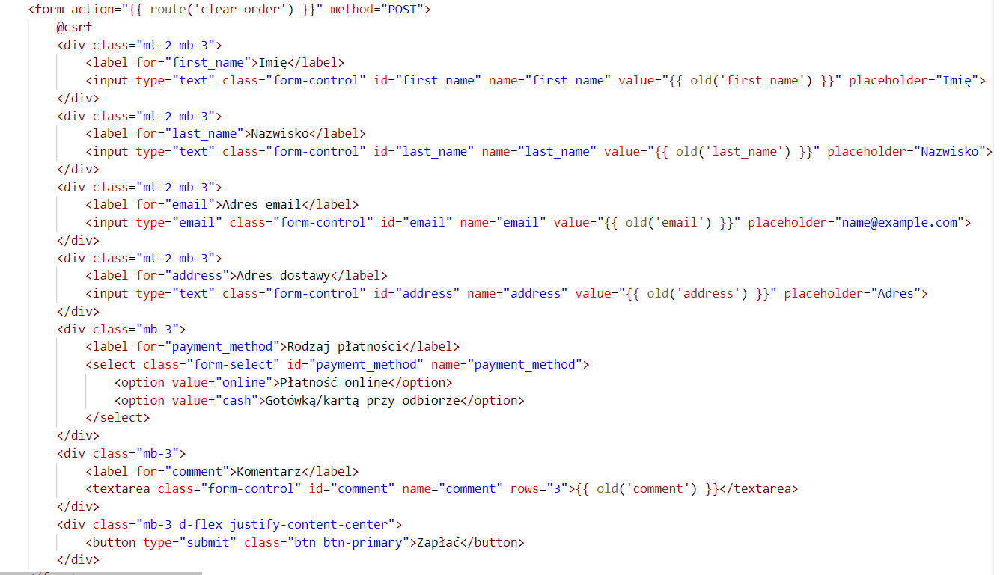 <form action="{{ route('clear-order') }}" method="POST">
@csrf
<div class="mt-2 mb-3">
<label for="first_name">Imię</label>
<input type="text" class="form-control" id="first_name" name="first_name" value="{{ old('first_name') }}" placeholder="Imię">
</div>
<div class="mt-2 mb-3">
<label for="last_name">Nazwisko</label>
<input type="text" class="form-control" id="last_name" name="last_name" value="{{ old('last_name') }}" placeholder="Nazwisko">
</div>
<div class="mt-2 mb-3">
<label for="email">Adres email</label>
<input type="email" class="form-control" id="email" name="email" value="{{ old('email') }}" placeholder="name@example.com">
</div>
<div class="mt-2 mb-3">
<label for="address">Adres dostawy</label>
<input type="text" class="form-control" id="address" name="address" value="{{ old('address') }}" placeholder="Adres">
</div>
<div class="mb-3">
<label for="payment_method">Rodzaj płatności</label>
<select class="form-select" id="payment_method" name="payment_method">
<option value="online">Płatność online</option>
<option value="cash">Gotówką/kartą przy odbiorze</option>
</select>
</div>
<div class="mb-3">
<label for="comment">Komentarz</label>
<textarea class="form-control" id="comment" name="comment" rows="3">{{ old('comment') }}</textarea>
</div>
<div class="mb-3 d-flex justify-content-center">
<button type="submit" class="btn btn-primary">Zapłać</button>
</div>